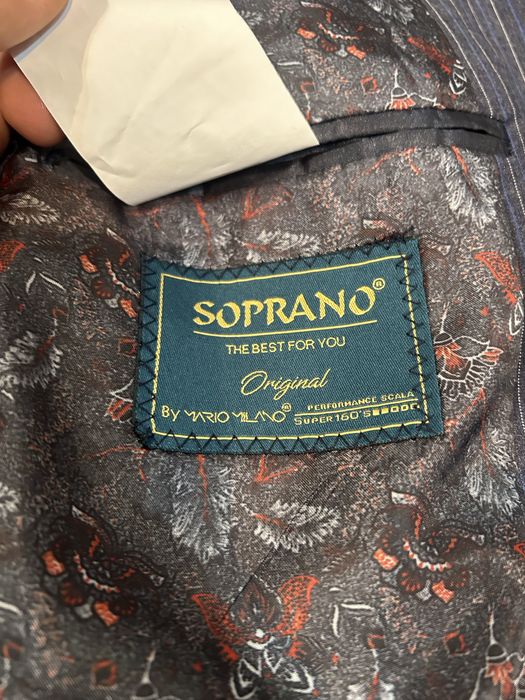 SOPRANO®
THE BEST FOR YOU
Original
By MARIO MILANO®
PERFORMANCE SCALA
SUPER 160'S